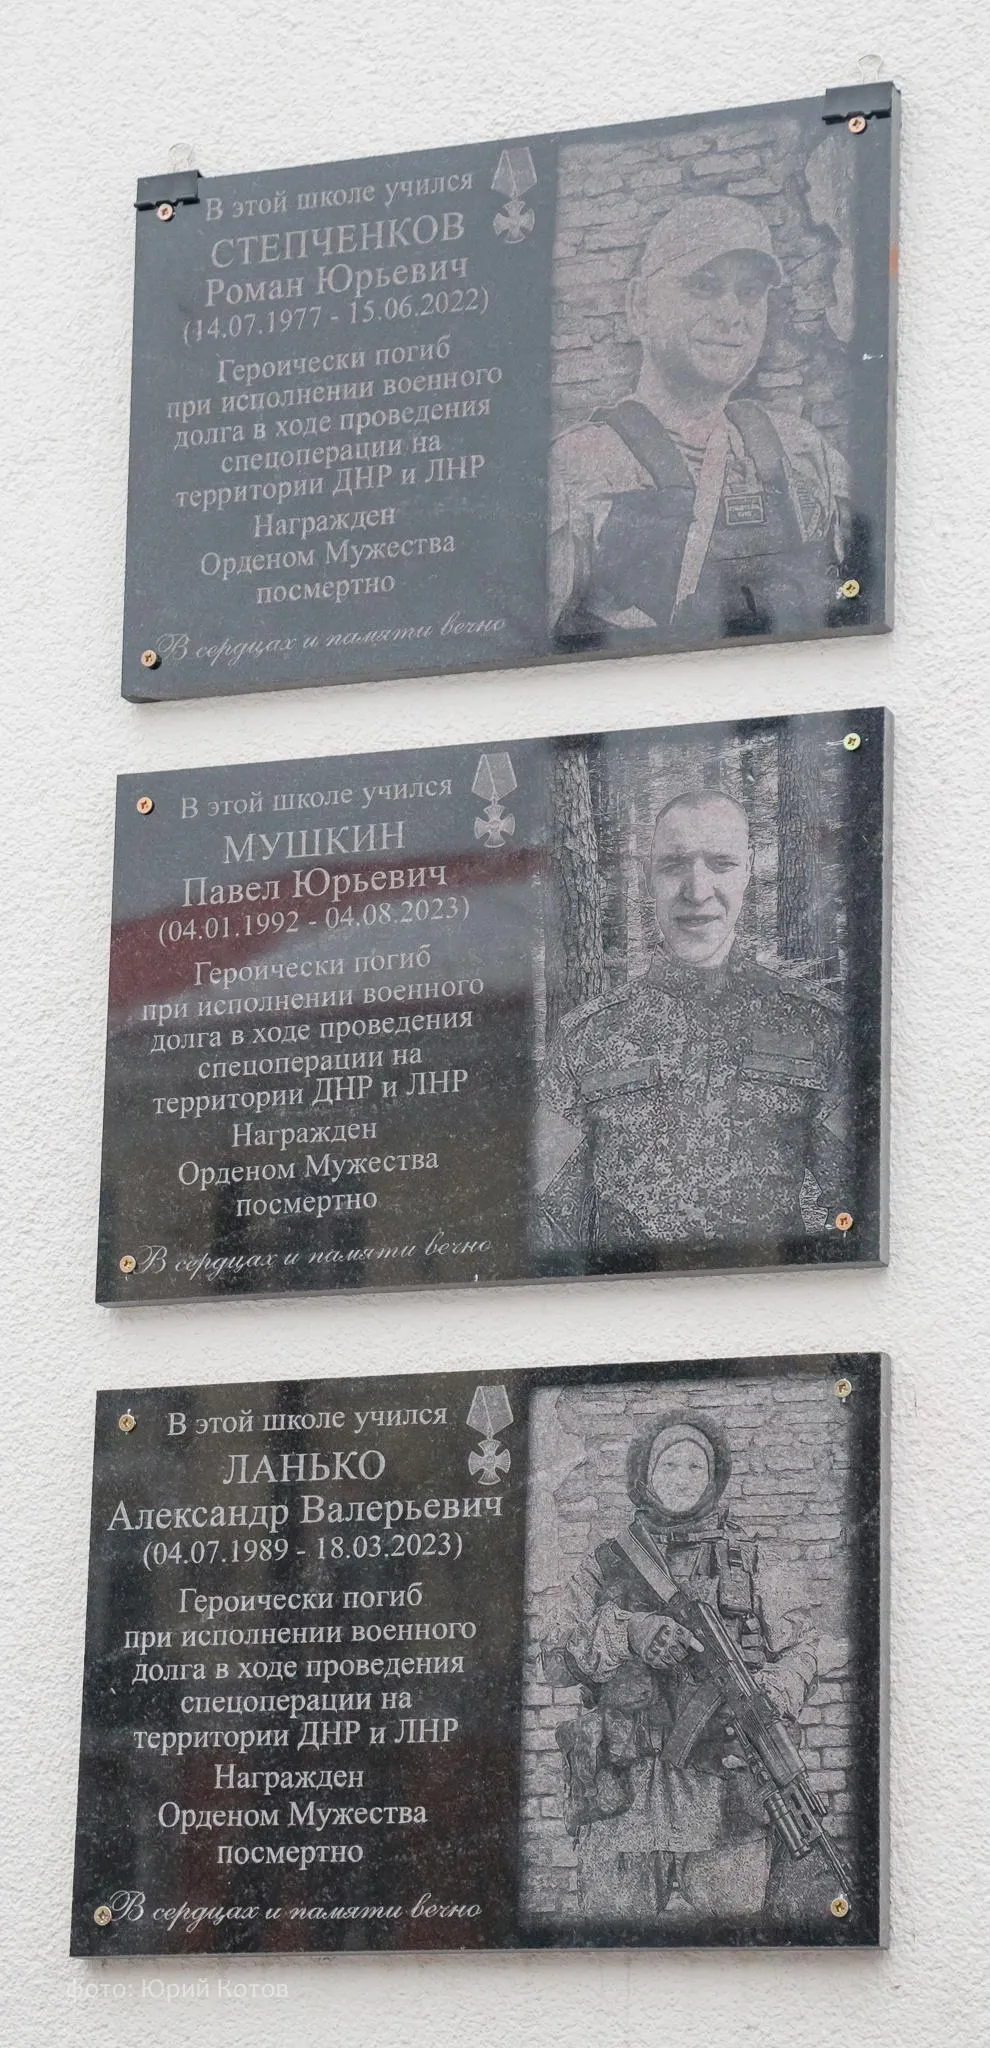 В этой школе учился
СТЕПЧЕНКОВ
Роман Юрьевич
(14.07.1977 - 15.06.2022)
Героически погиб
при исполнении военного
долга в ходе проведения
спецоперации на
территории ДНР и ЛНР
Награжден
Орденом Мужества
посмертно
В сердцах и памяти вечно
В этой школе учился
МУШКИН
Павел Юрьевич
(04.01.1992 - 04.08.2023)
Героически погиб
при исполнении военного
долга в ходе проведения
спецоперации на
территории ДНР и ЛНР
Награжден
Орденом Мужества
посмертно
В сердцах и памяти вечно
В этой школе учился
ЛАНЬКО
Александр Валерьевич
(04.07.1989 - 18.03.2023)
Героически погиб
при исполнении военного
долга в ходе проведения
спецоперации на
территории ДНР и ЛНР
Награжден
Орденом Мужества
посмертно
В сердцах и памяти вечно
Фото: Юрий Котов